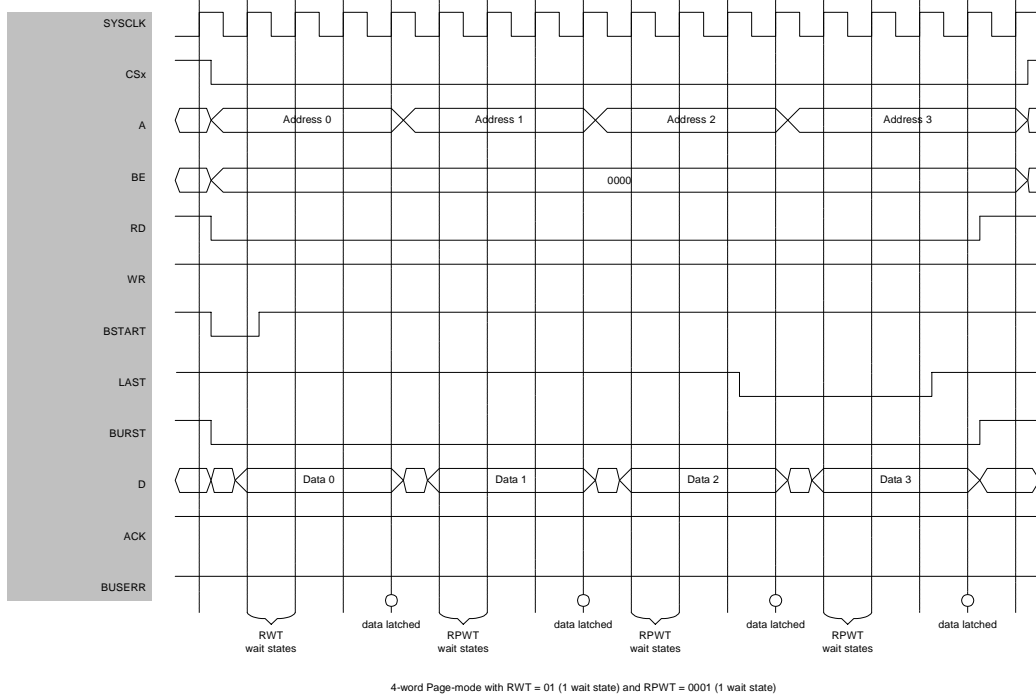 SYSCLK
CSx
A
Address 0
Address 1
Address 2
Address 3
BE
0000
RD
WR
BSTART
LAST
BURST
D
Data 0
Data 1
Data 2
Data 3
ACK
BUSERR
data latched
data latched
data latched
data latched
RWT
wait states
RPWT
wait states
RPWT
wait states
RPWT
wait states
4-word Page-mode with RWT = 01 (1 wait state) and RPWT = 0001 (1 wait state)